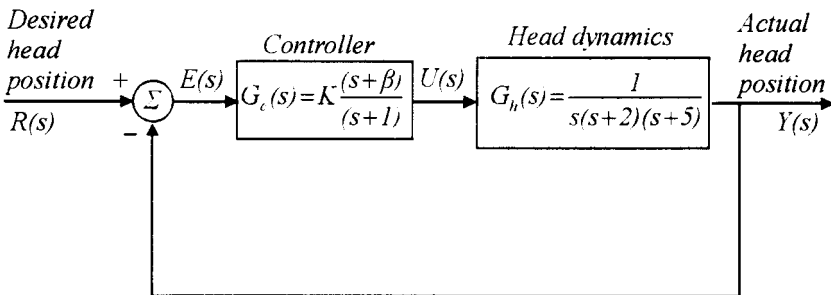 Desired
head
position
R(s)
+
−
Σ
E(s)
Controller
G_c(s)=K (s+β)/(s+1)
U(s)
Head dynamics
G_h(s)= 1/s(s+2)(s+5)
Actual
head
position
Y(s)